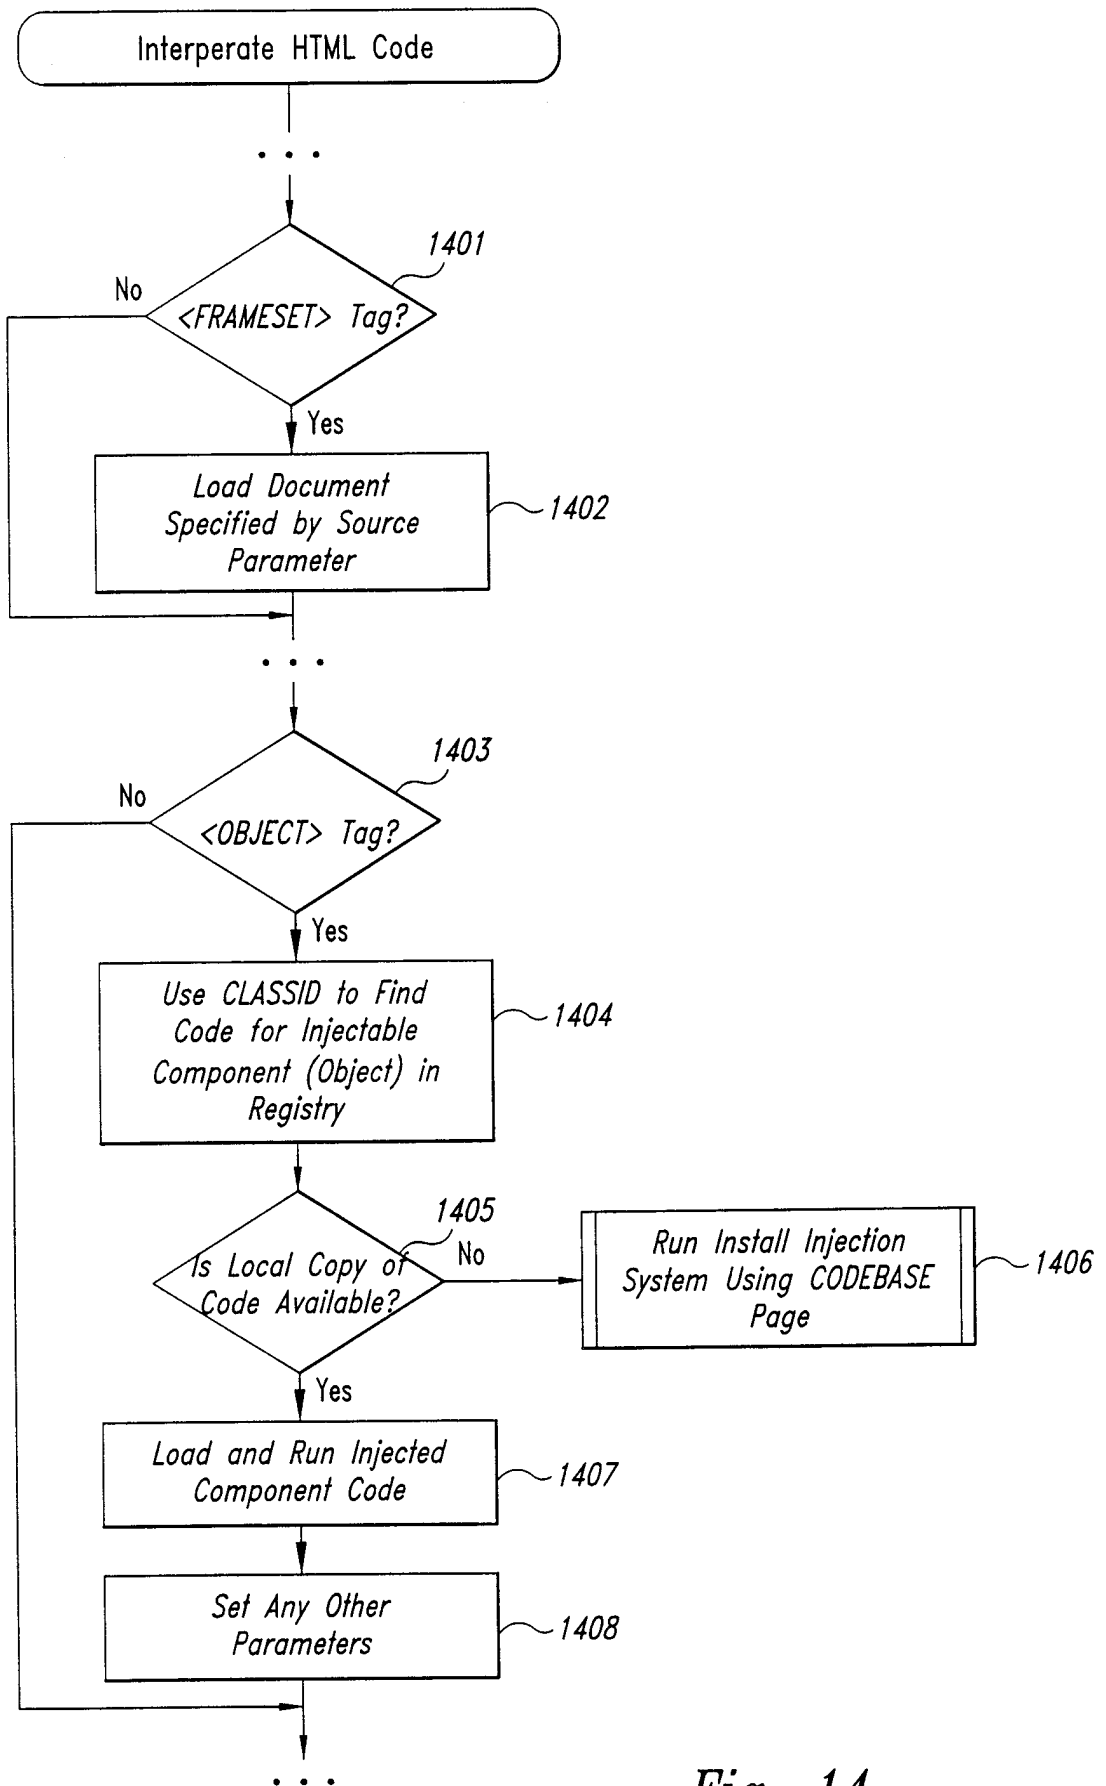 Interperate HTML Code
. . .
1401
No
<FRAMESET> Tag?
Yes
Load Document
Specified by Source
Parameter
1402
. . .
1403
No
<OBJECT> Tag?
Yes
Use CLASSID to Find
Code for Injectable
Component (Object) in
Registry
1404
1405
Is Local Copy of
Code Available?
No
Run Install Injection
System Using CODEBASE
Page
1406
Yes
Load and Run Injected
Component Code
1407
Set Any Other
Parameters
1408
. . .
Fig. 14